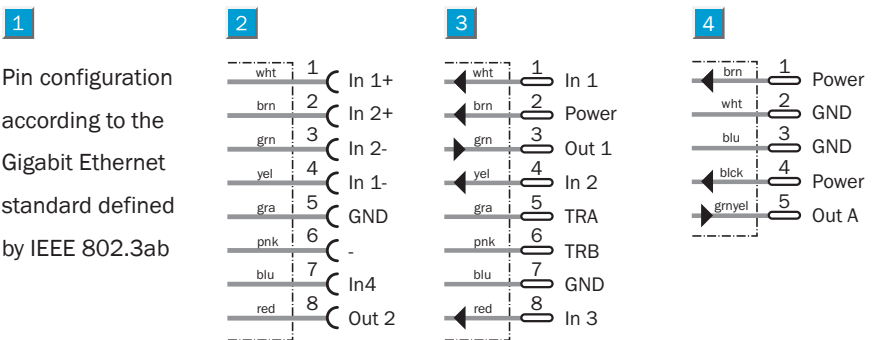 1
Pin configuration
according to the
Gigabit Ethernet
standard defined
by IEEE 802.3ab
2
wht 1 In 1+
brn 2 In 2+
grn 3 In 2-
yel 4 In 1-
gra 5 GND
pnk 6 -
blu 7 In4
red 8 Out 2
3
wht 1 In 1
brn 2 Power
grn 3 Out 1
yel 4 In 2
gra 5 TRA
pnk 6 TRB
blu 7 GND
red 8 In 3
4
brn 1 Power
wht 2 GND
blu 3 GND
blck 4 Power
grnyel 5 Out A